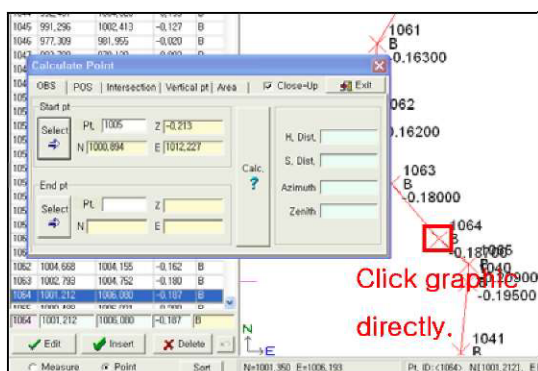 1045 991,296 1002,413 -0,127 B
1046 977,309 981,955 -0,020 B
Calculate Point
OBS POS Intersection Vertical pt Area Close-Up Exit
Start pt
Select Pt. 1005 Z -0,213
N 1000,894 E 1012,227
End pt
Select Pt. Z
N E
Calc.
?
H. Dist.
S. Dist.
Azimuth
Zenith
1062 1004,668 1004,155 -0,162 B
1063 1002,793 1004,752 -0,180 B
1064 1001,212 1006,080 -0,187 B
1064 1001,212 1006,080 -0,187 B
Edit Insert Delete
Measure Point Sort
1061
B
-0.16300
062
0.16200
1063
B
-0.18000
1064
B
-0.18700
1040
-0.19500
1041
B
Click graphic
directly.
N
E
N=1001,350 E=1006,193 Pt. ID:<1064> N[1001,212]